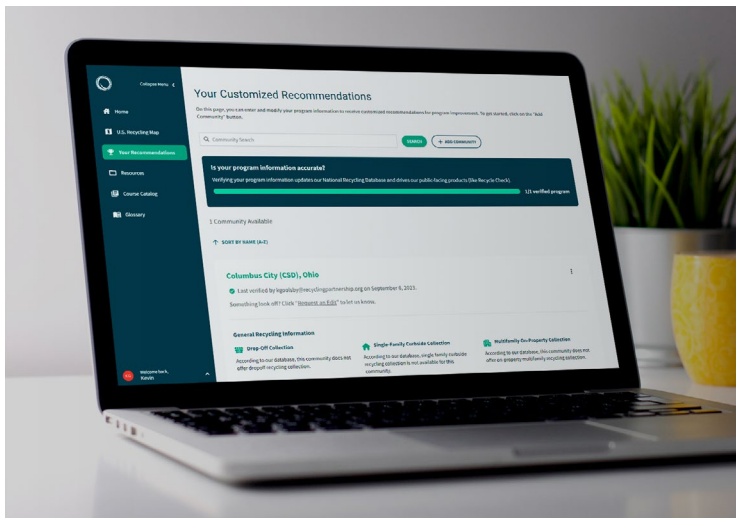 Collapse Menu
Home
U.S. Recycling Map
Your Recommendations
Resources
Course Catalog
Glossary
Welcome back,
Kevin
Your Customized Recommendations
On this page, you can enter and modify your program information to receive customized recommendations for program improvement. To get started, click on the "Add
Community" Button.
Community Search
SEARCH
+ ADD COMMUNITY
Is your program information accurate?
Verifying your program information updates our National Recycling Database and drives our public-facing products (like Recycle Check).
1/1 verified program
1 Community Available
SORT BY NAME (A-Z)
Columbus City (CSD), Ohio
Last verified by kgoalsby@recyclingpartnership.org on September 6, 2023.
Something look off? Click "Request an Edit" to let us know.
General Recycling Information
Drop-Off Collection
According to our database, this community does not
offer dropoff recycling collection.
Single-Family Curbside Collection
According to our database, single family curbside
recycling collection is not available for this
community.
Multifamily On-Property Collection
According to our database, this community does not
offer on-property multifamily recycling collection.